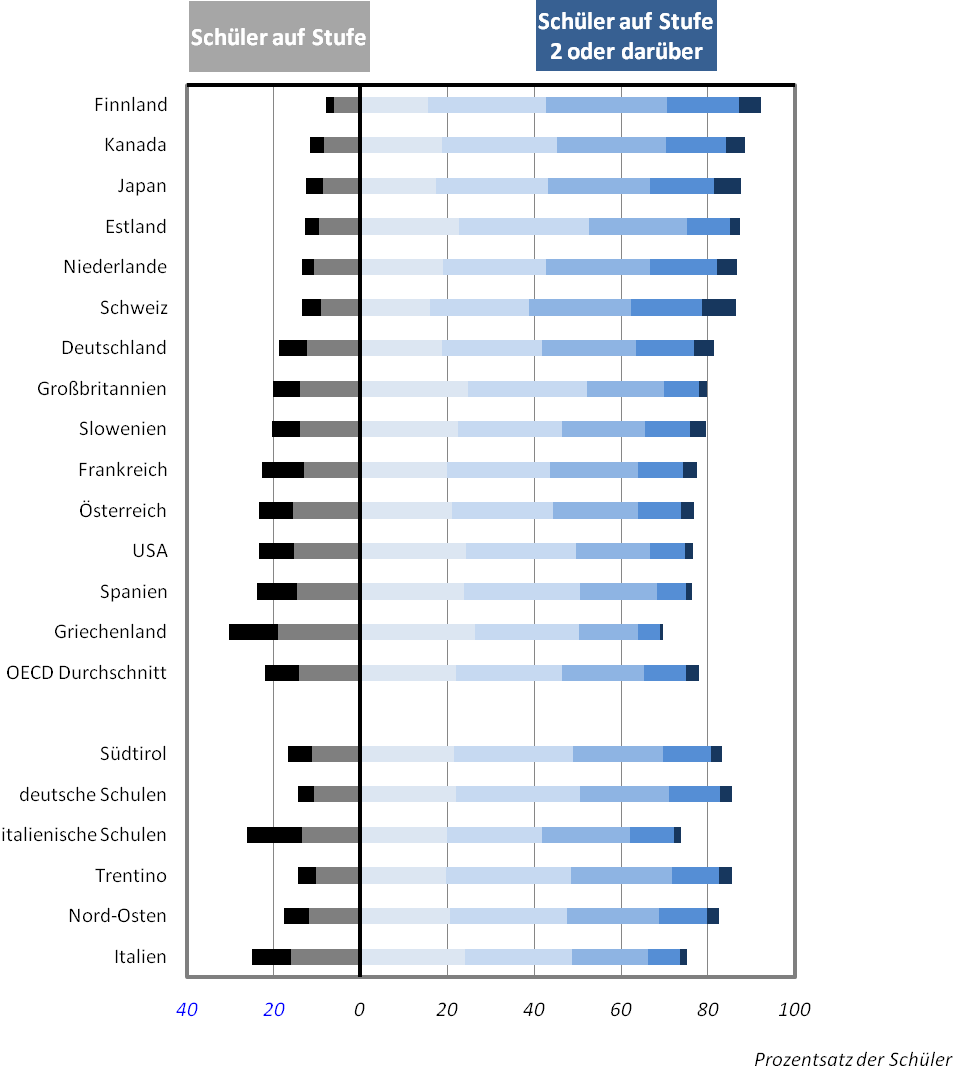 Schüler auf Stufe
Schüler auf Stufe
2 oder darüber
Finnland
Kanada
Japan
Estland
Niederlande
Schweiz
Deutschland
Großbritannien
Slowenien
Frankreich
Österreich
USA
Spanien
Griechenland
OECD Durchschnitt
Südtirol
deutsche Schulen
italienische Schulen
Trentino
Nord-Osten
Italien
40 20 0 20 40 60 80 100
Prozentsatz der Schüler